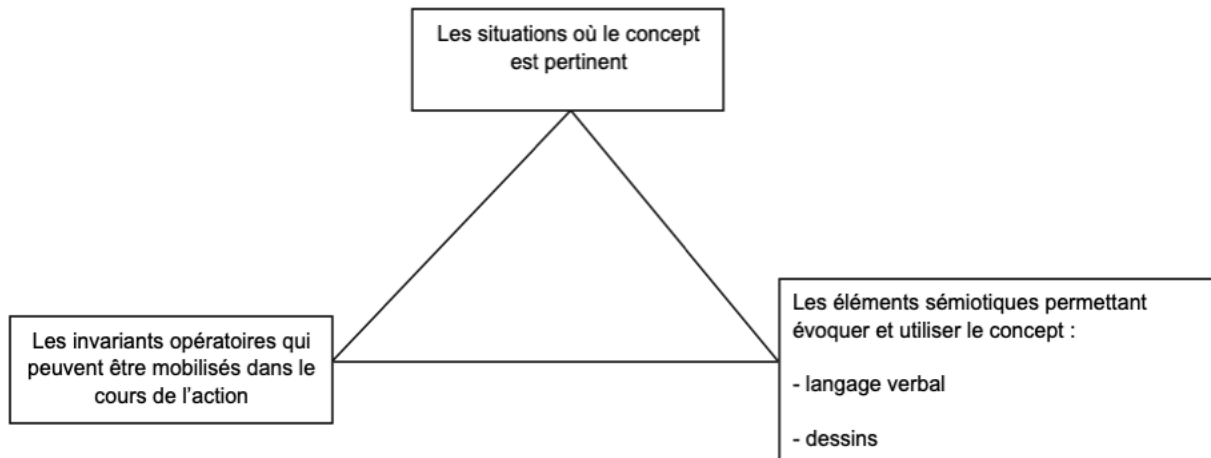 Les situations où le concept
est pertinent
Les invariants opératoires qui
peuvent être mobilisés dans le
cours de l'action
Les éléments sémiotiques permettant
évoquer et utiliser le concept :
- langage verbal
- dessins